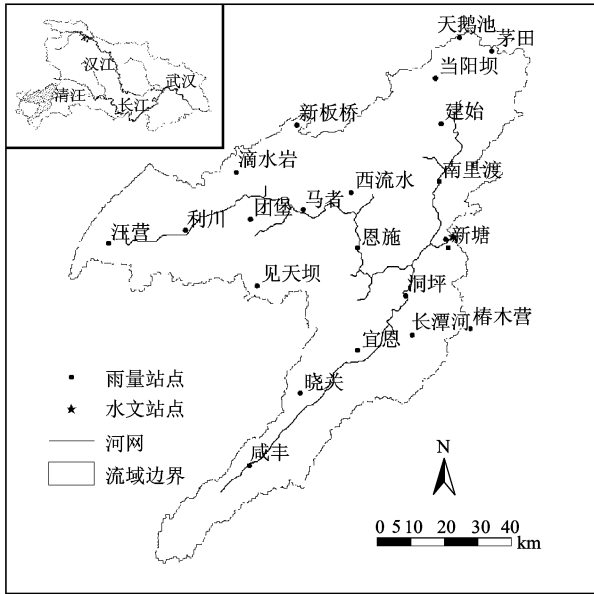 汉江
武汉
清江
长江
天鹅池
茅田
当阳坝
建始
新板桥
滴水岩
南里渡
西流水
马者
团堡
利川
汪营
新塘
恩施
见天坝
洞坪
长潭河
椿木营
宣恩
晓关
咸丰
雨量站点
水文站点
河网
流域边界
N
0 5 10 20 30 40
km